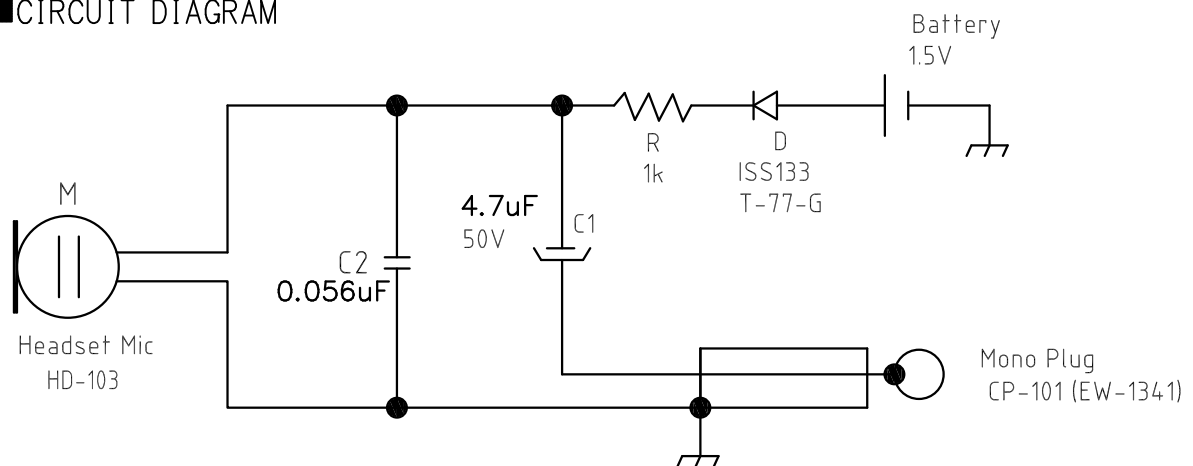 CIRCUIT DIAGRAM
Battery
1.5V
R
1k
D
ISS133
T-77-G
M
4.7uF
50V
C1
C2
0.056uF
Headset Mic
HD-103
Mono Plug
CP-101 (EW-1341)